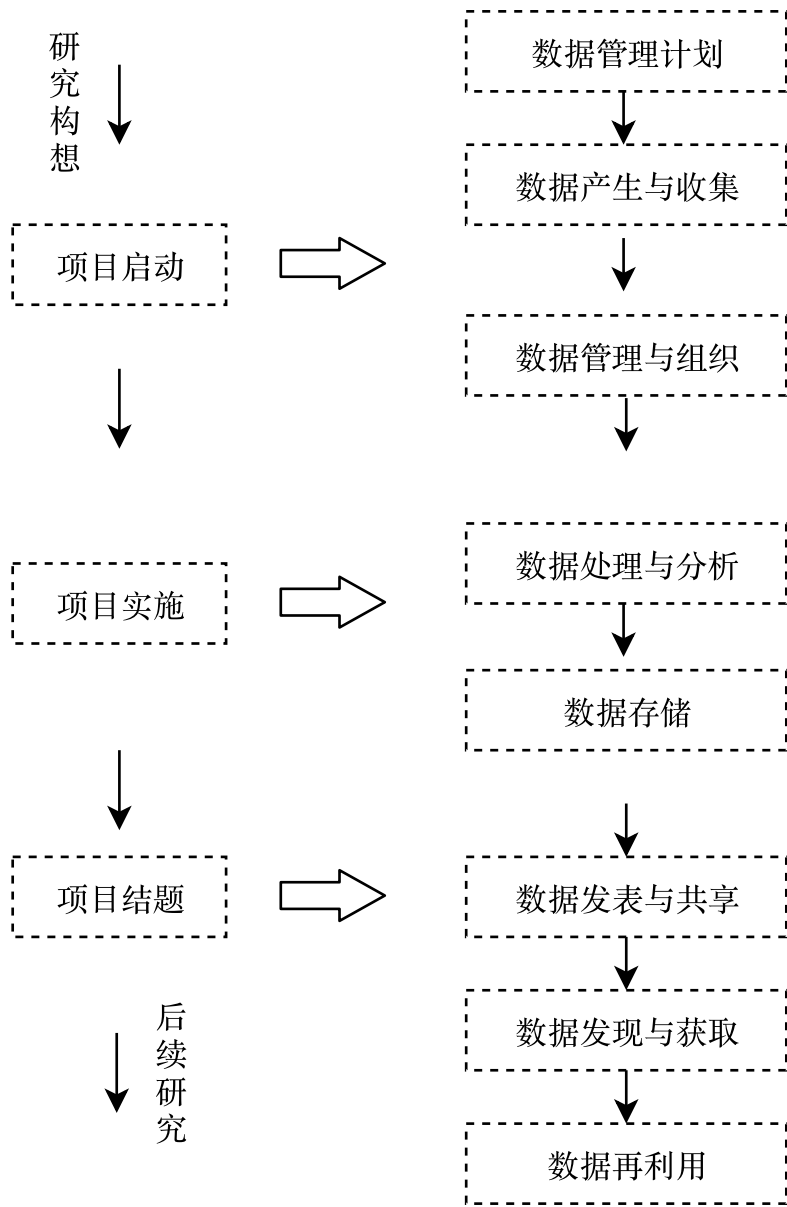 研究构想
项目启动
项目实施
项目结题
后续研究
数据管理计划
数据产生与收集
数据管理与组织
数据处理与分析
数据存储
数据发表与共享
数据发现与获取
数据再利用